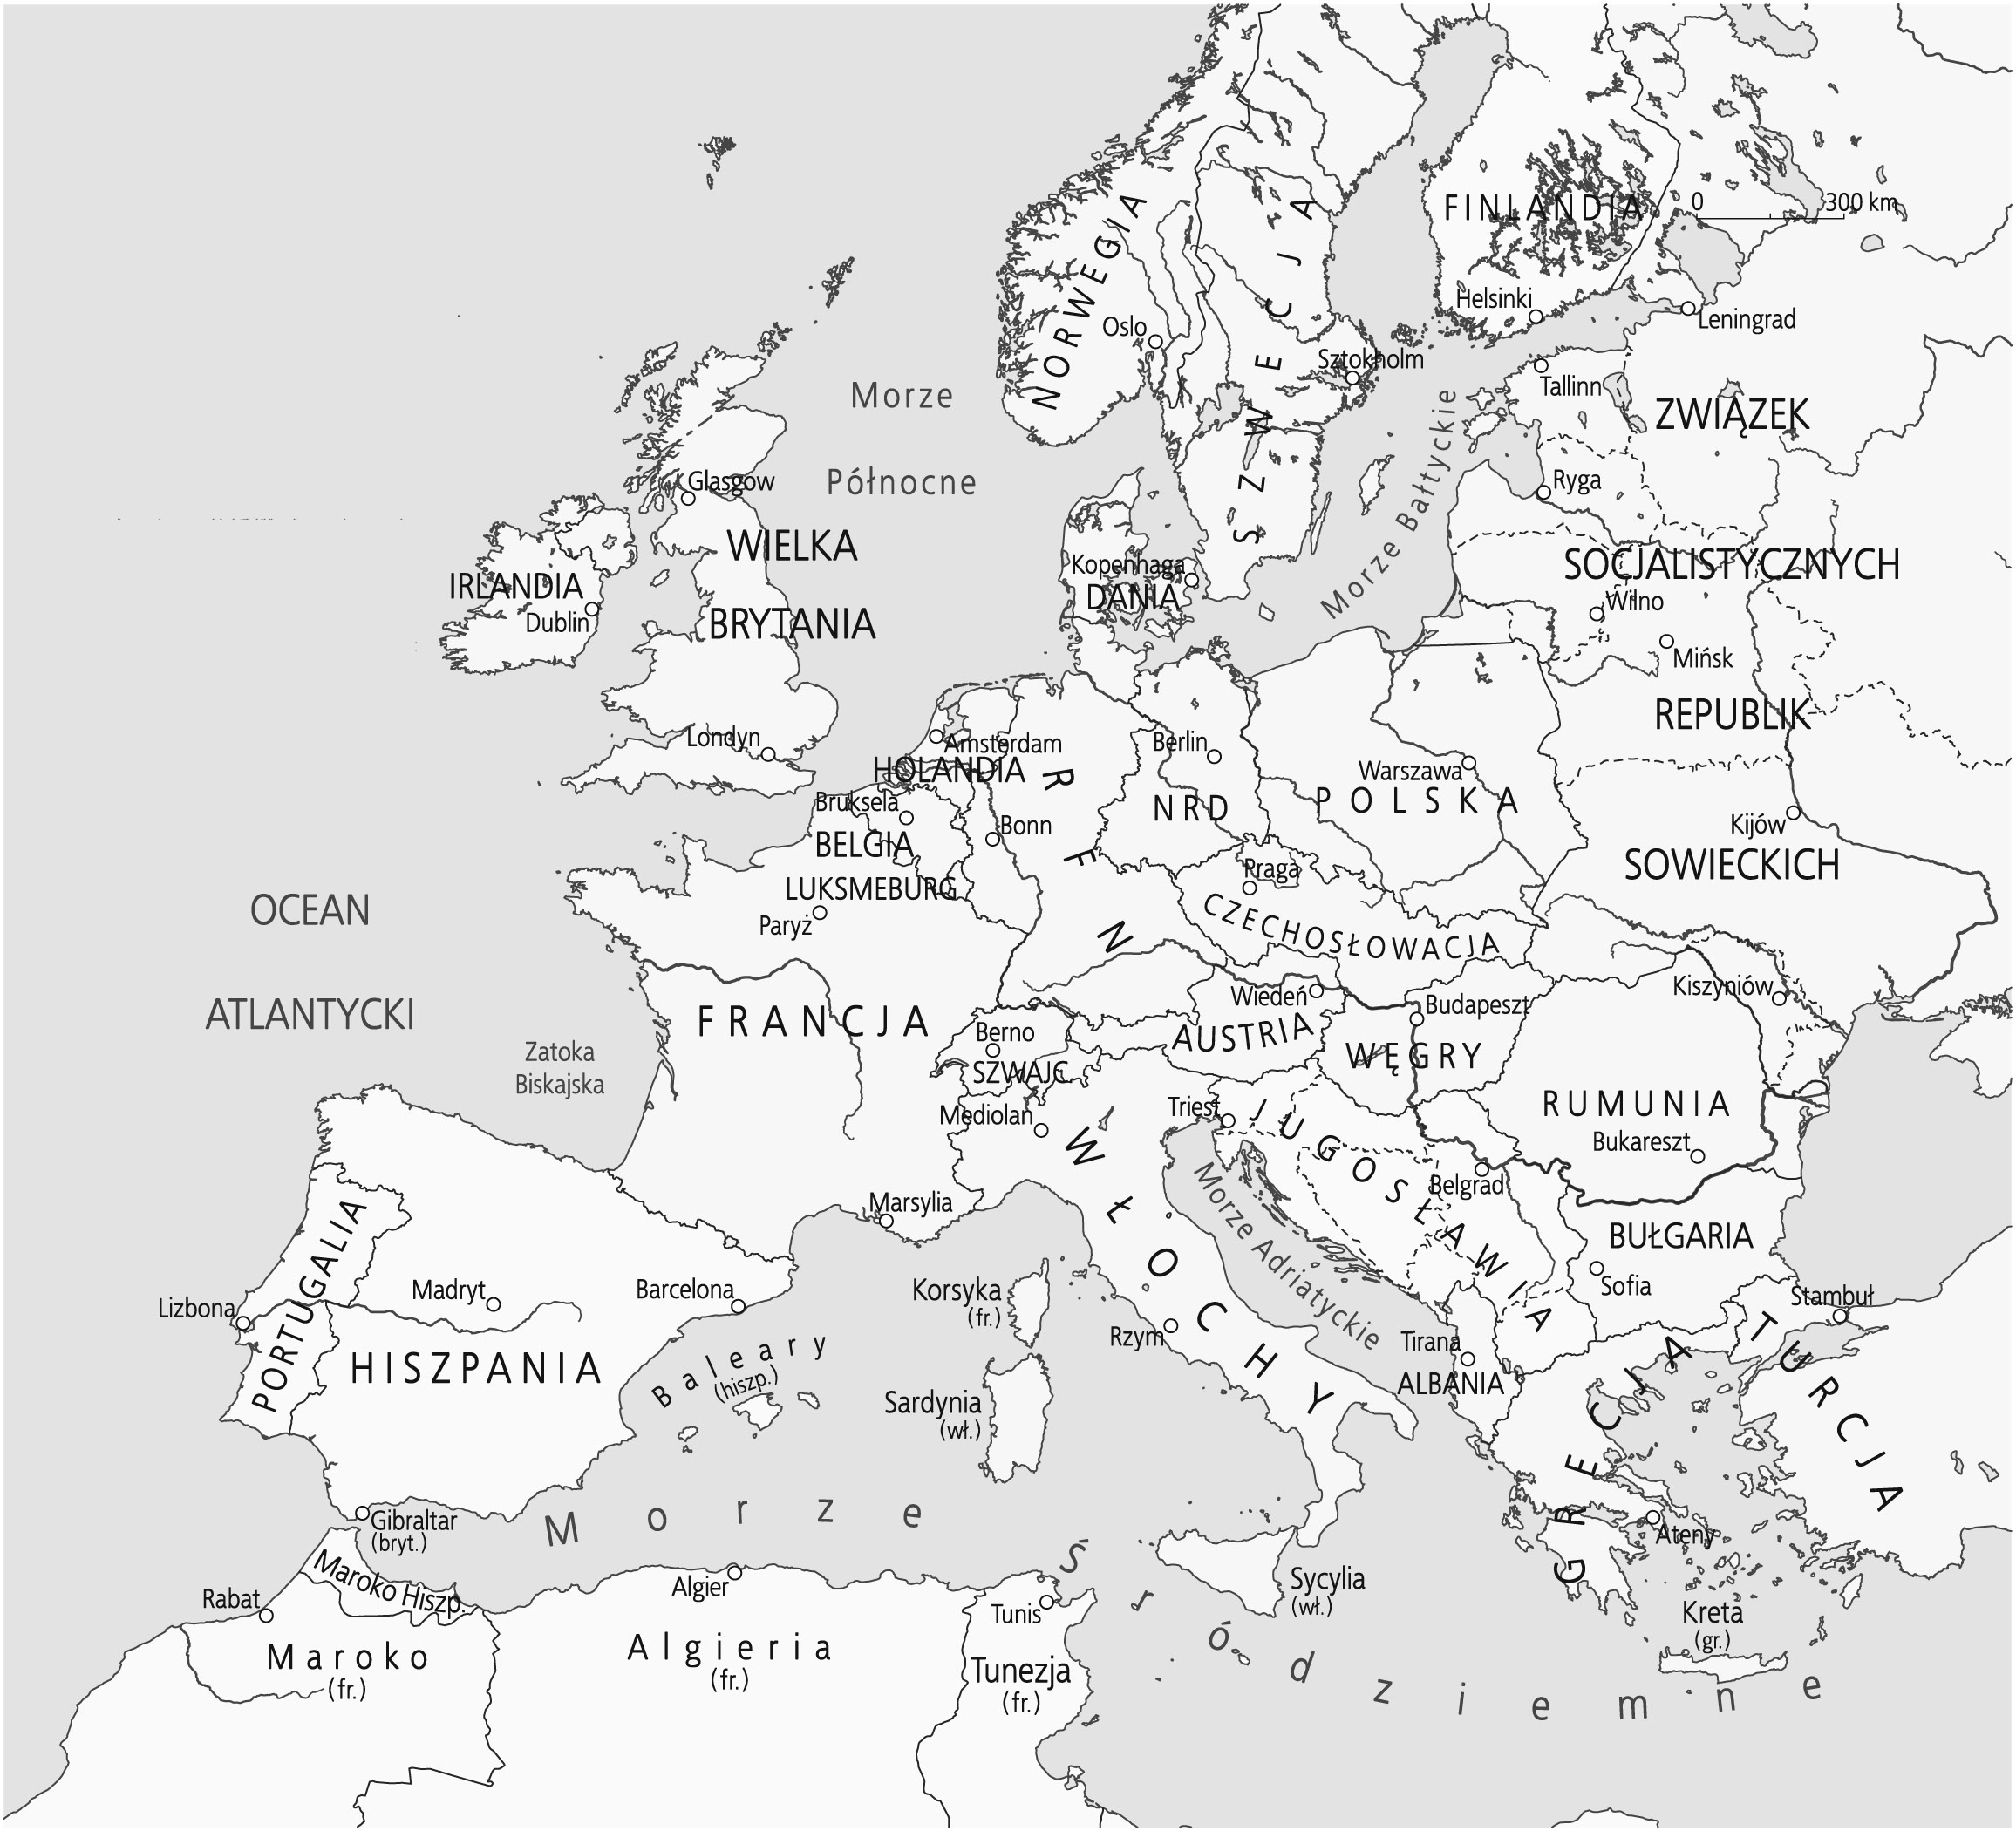 NORWEGIA
Oslo
SZWECJA
Sztokholm
FINLANDIA
Helsinki
0
300 km
Leningrad
Tallinn
ZWIĄZEK
Ryga
SOCJALISTYCZNYCH
Wilno
Mińsk
REPUBLIK
Kijów
SOWIECKICH
Kiszyniów
Morze
Północne
Morze Bałtyckie
Glasgow
WIELKA
BRYTANIA
IRLANDIA
Dublin
Londyn
Kopenhaga
DANIA
Amsterdam
HOLANDIA
Bruksela
BELGIA
LUKSMEBURG
Bonn
RFN
Berlin
NRD
Warszawa
POLSKA
Praga
CZECHOSŁOWACJA
Paryż
FRANCJA
OCEAN
ATLANTYCKI
Zatoka
Biskajska
Berno
SZWAJC.
Wiedeń
AUSTRIA
Budapeszt
WĘGRY
RUMUNIA
Bukareszt
Mediolan
Triest
JUGOSŁAWIA
Belgrad
Morze Adriatyckie
WŁOCHY
Rzym
Marsylia
Korsyka
(fr.)
Sardynia
(wł.)
Sycylia
(wł.)
BUŁGARIA
Sofia
Tirana
ALBANIA
Stambuł
TURCJA
GRECJA
Ateny
Kreta
(gr.)
PORTUGALIA
Lizbona
Madryt
Barcelona
HISZPANIA
Baleary
(hiszp.)
Gibraltar
(bryt.)
Morze Śródziemne
Maroko Hiszp.
Rabat
Maroko
(fr.)
Algier
Algieria
(fr.)
Tunis
Tunezja
(fr.)